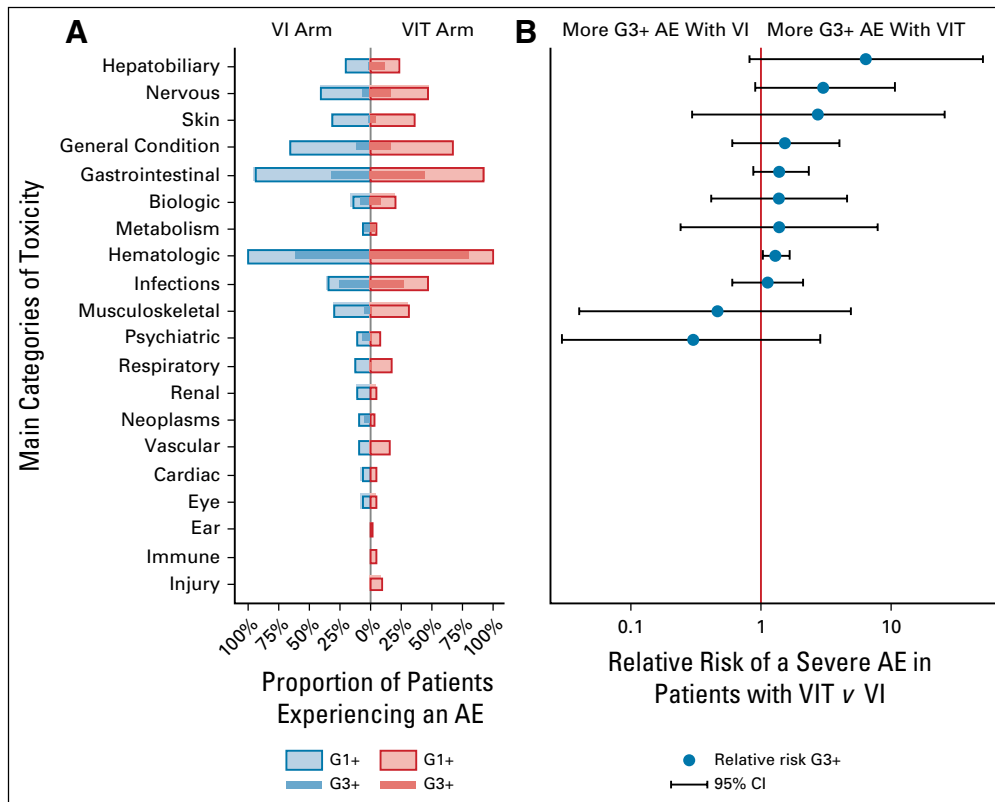 A
VI Arm
VIT Arm
B
More G3+ AE With VI
More G3+ AE With VIT
Main Categories of Toxicity
Hepatobiliary
Nervous
Skin
General Condition
Gastrointestinal
Biologic
Metabolism
Hematologic
Infections
Musculoskeletal
Psychiatric
Respiratory
Renal
Neoplasms
Vascular
Cardiac
Eye
Ear
Immune
Injury
100% 75% 50% 25% 0% 25% 50% 75% 100%
Proportion of Patients
Experiencing an AE
G1+ G1+
G3+ G3+
0.1 1 10
Relative Risk of a Severe AE in
Patients with VIT v VI
Relative risk G3+
95% CI